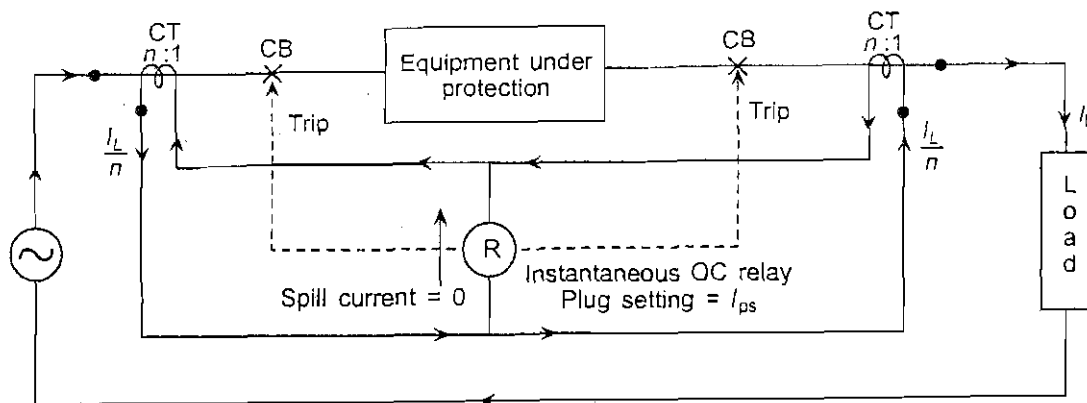 CT
n : 1
CB
Equipment under
protection
CB
CT
n : 1
Trip
Trip
I_L/n
I_L/n
L
o
a
d
R
Spill current = 0
Instantaneous OC relay
Plug setting = I_ps